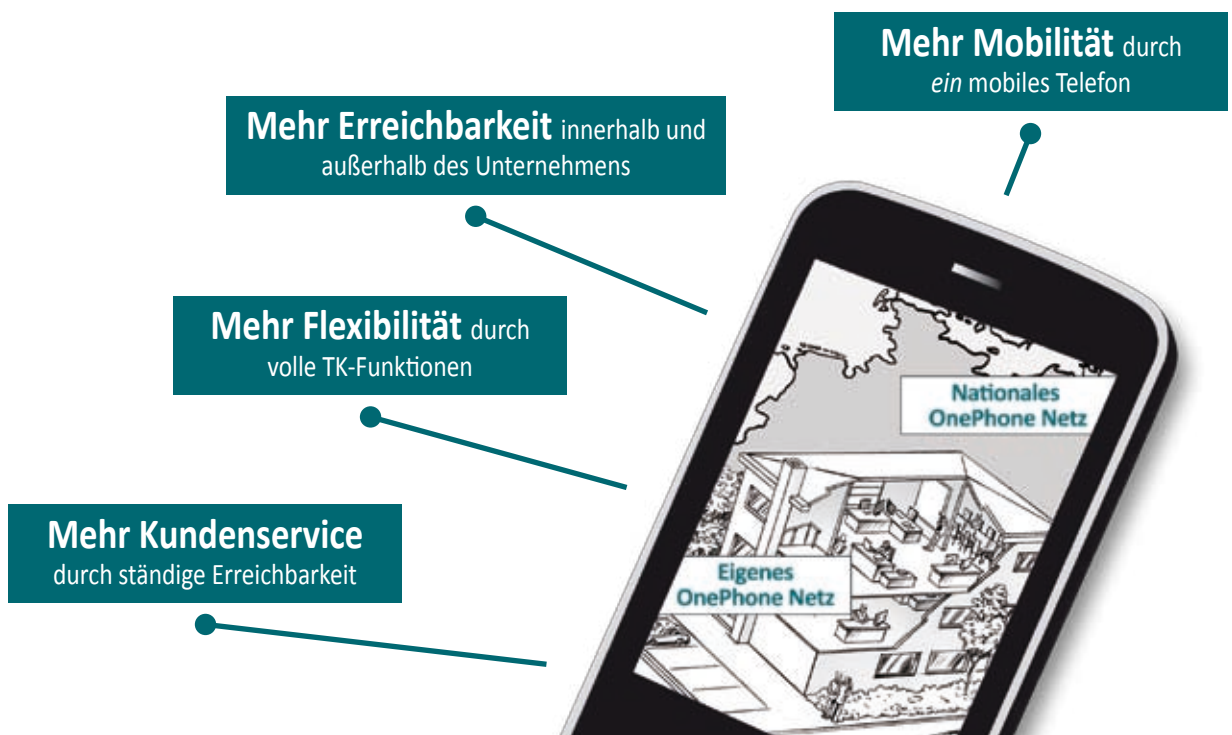 Mehr Mobilität durch
ein mobiles Telefon
Mehr Erreichbarkeit innerhalb und
außerhalb des Unternehmens
Mehr Flexibilität durch
volle TK-Funktionen
Mehr Kundenservice
durch ständige Erreichbarkeit
Nationales
OnePhone Netz
Eigenes
OnePhone Netz